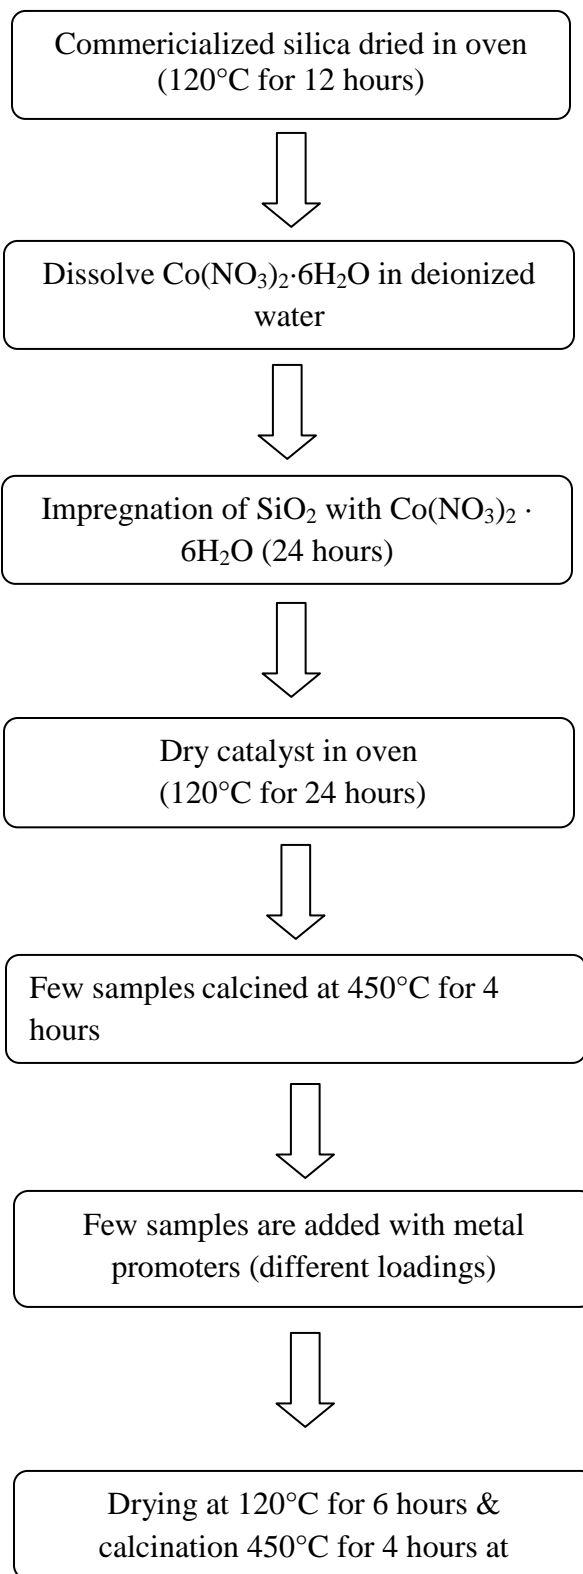 Commericialized silica dried in oven
(120°C for 12 hours)
Dissolve Co(NO₃)₂·6H₂O in deionized
water
Impregnation of SiO₂ with Co(NO₃)₂ ·
6H₂O (24 hours)
Dry catalyst in oven
(120°C for 24 hours)
Few samples calcined at 450°C for 4
hours
Few samples are added with metal
promoters (different loadings)
Drying at 120°C for 6 hours &
calcination 450°C for 4 hours at